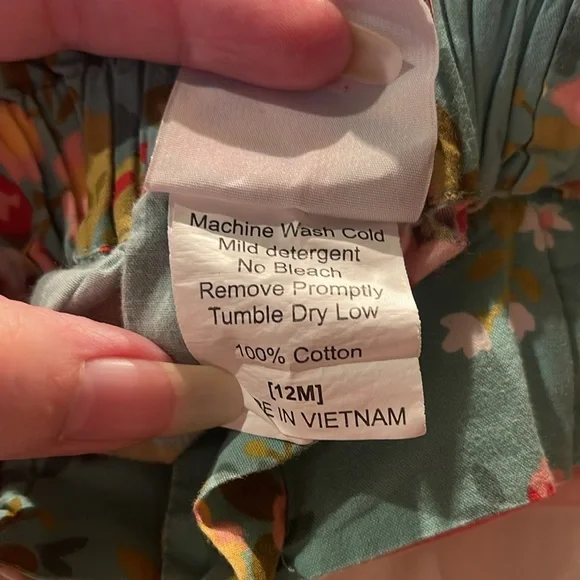 Machine Wash Cold
Mild detergent
No Bleach
Remove Promptly
Tumble Dry Low
100% Cotton
[12M]
IN VIETNAM